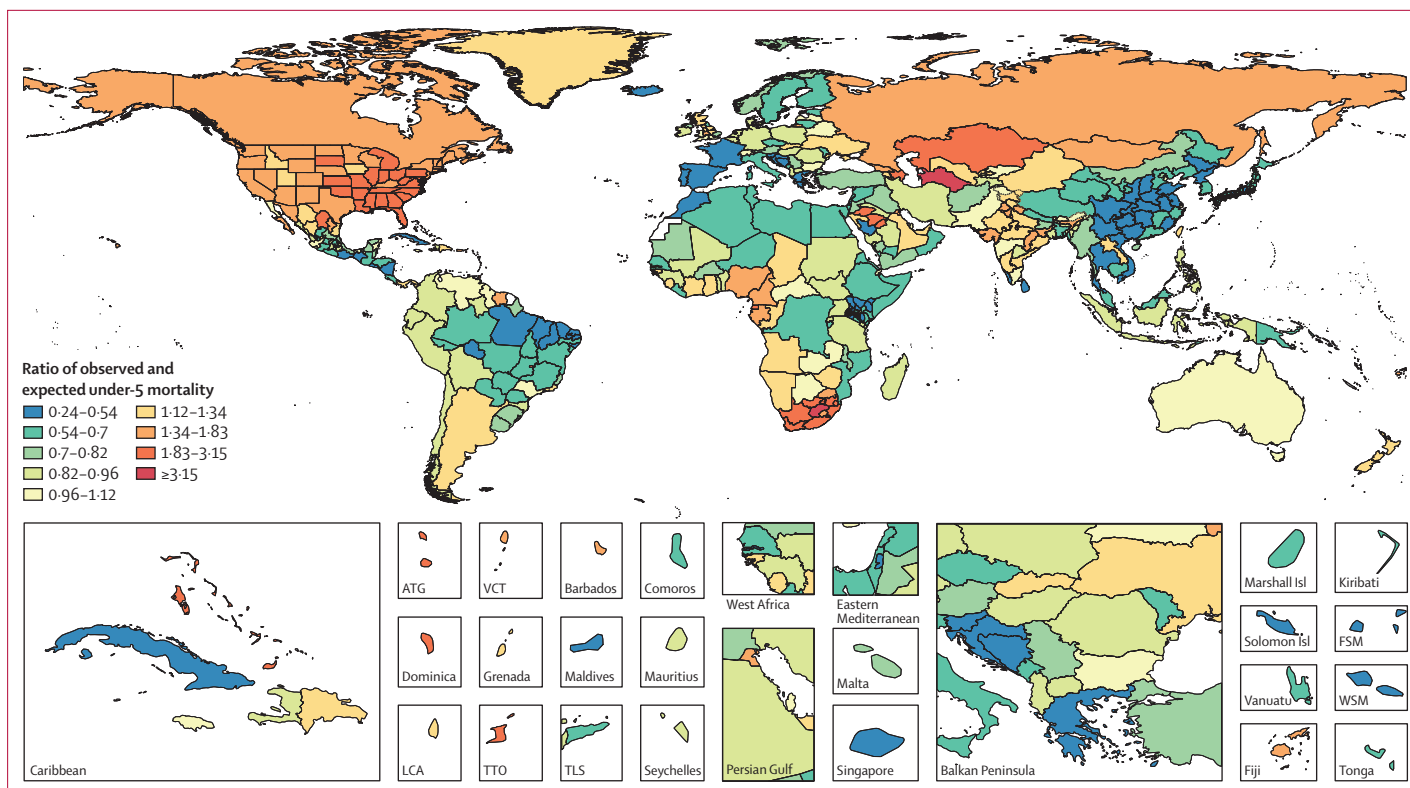 Ratio of observed and
expected under-5 mortality
0·24–0·54
0·54–0·7
0·7–0·82
0·82–0·96
0·96–1·12
1·12–1·34
1·34–1·83
1·83–3·15
≥3·15
Caribbean
ATG
VCT
Barbados
Comoros
Dominica
Grenada
Maldives
Mauritius
LCA
TTO
TLS
Seychelles
West Africa
Eastern
Mediterranean
Persian Gulf
Malta
Singapore
Balkan Peninsula
Marshall Isl
Kiribati
Solomon Isl
FSM
Vanuatu
WSM
Fiji
Tonga